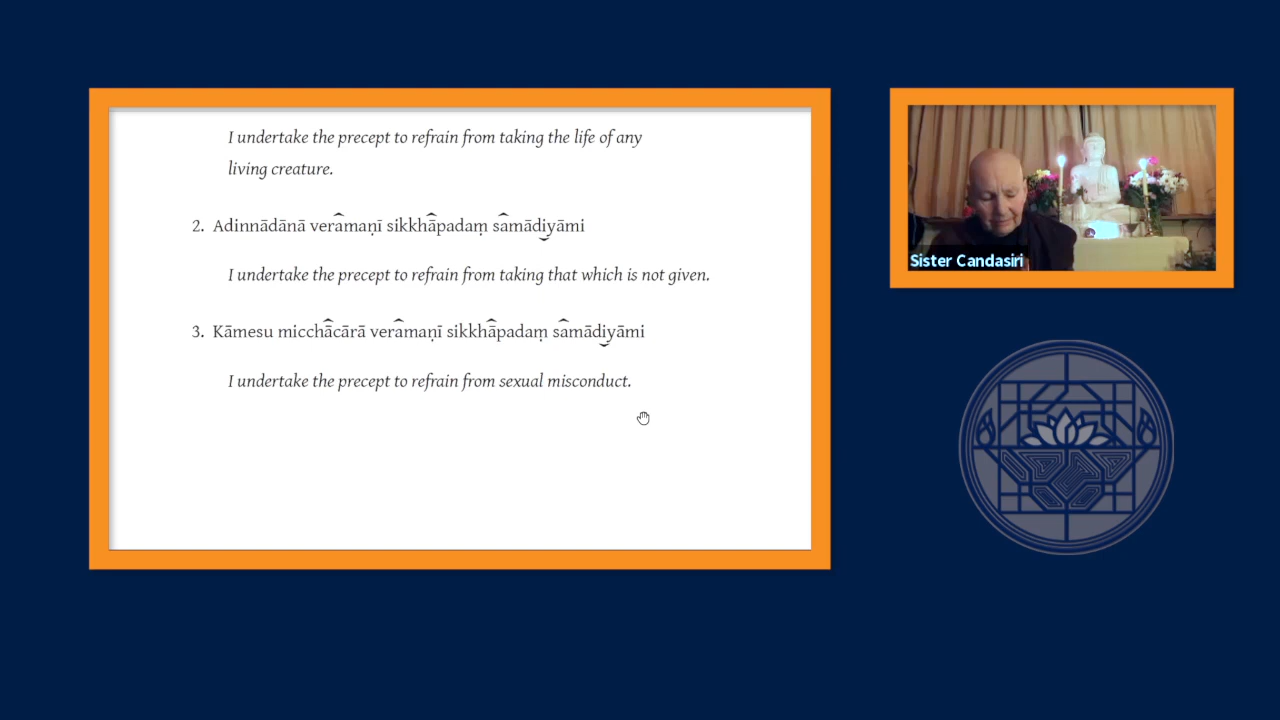 I undertake the precept to refrain from taking the life of any
living creature.
2. Adinnādānā veramaṇī sikkhāpadaṃ samādiyāmi
I undertake the precept to refrain from taking that which is not given.
3. Kāmesu micchācārā veramaṇī sikkhāpadaṃ samādiyāmi
I undertake the precept to refrain from sexual misconduct.
Sister Candasiri